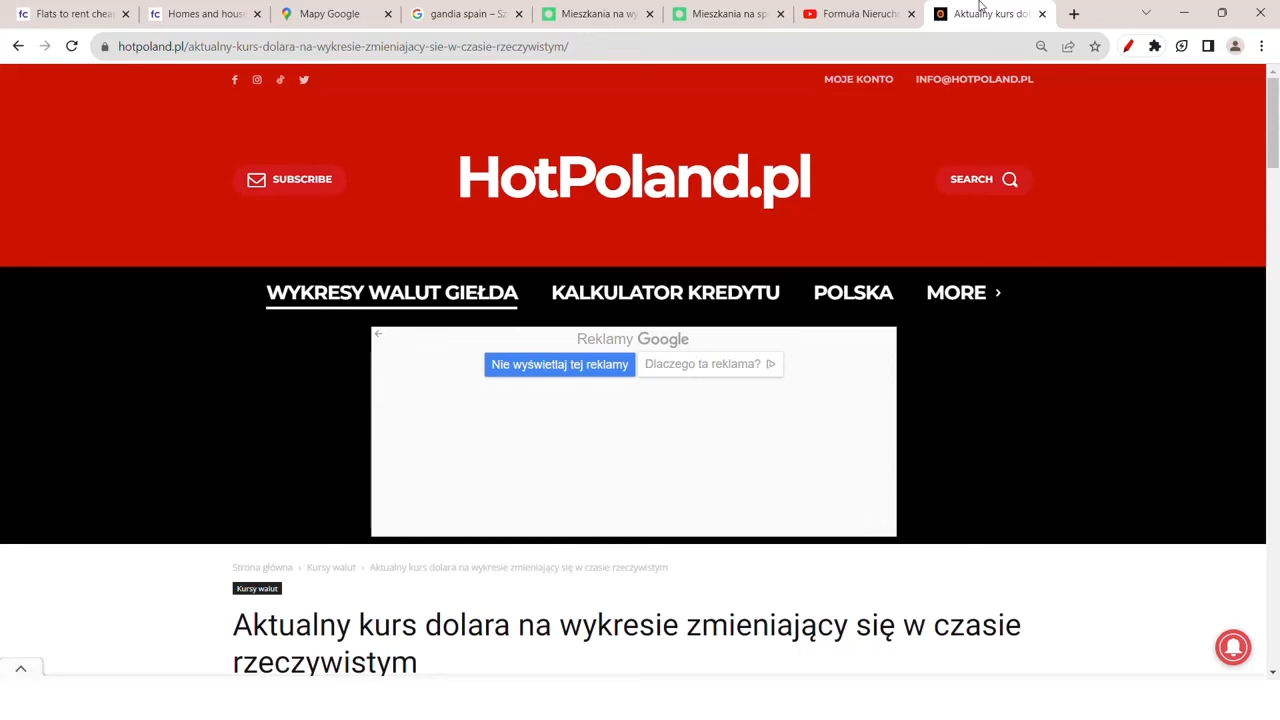 Flats to rent cheap
Homes and house
Mapy Google
gandia spain – Sz
Mieszkania na wy
Mieszkania na sp
Formuła Nieruch
Aktualny kurs dol
hotpoland.pl/aktualny-kurs-dolara-na-wykresie-zmieniajacy-sie-w-czasie-rzeczywistym/
MOJE KONTO
INFO@HOTPOLAND.PL
SUBSCRIBE
HotPoland.pl
SEARCH
WYKRESY WALUT GIEŁDA
KALKULATOR KREDYTU
POLSKA
MORE
Reklamy Google
Nie wyświetlaj tej reklamy
Dlaczego ta reklama?
Strona główna › Kursy walut › Aktualny kurs dolara na wykresie zmieniający się w czasie rzeczywistym
Kursy walut
Aktualny kurs dolara na wykresie zmieniający się w czasie
rzeczywistym